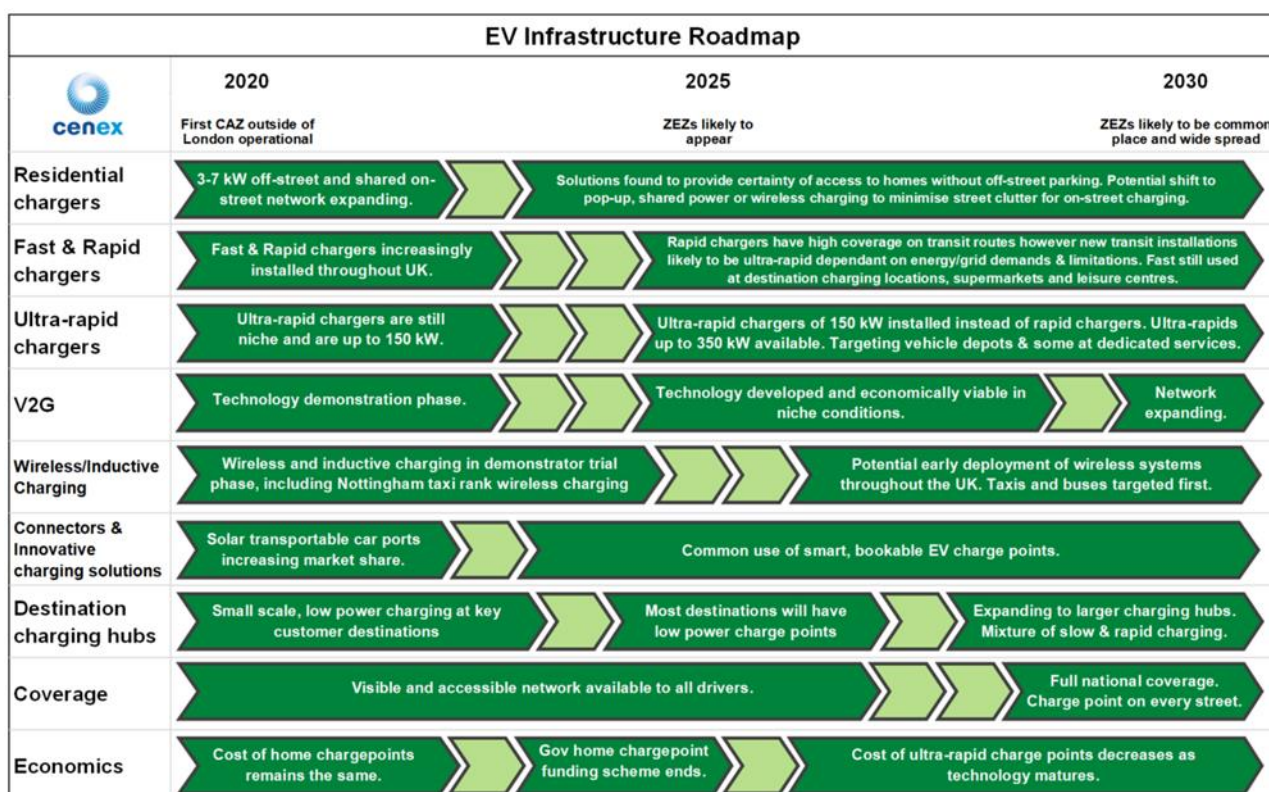 EV Infrastructure Roadmap
cenex
2020
2025
2030
First CAZ outside of
London operational
ZEZs likely to
appear
ZEZs likely to be common
place and wide spread
Residential
chargers
3-7 kW off-street and shared on-
street network expanding.
Solutions found to provide certainty of access to homes without off-street parking. Potential shift to
pop-up, shared power or wireless charging to minimise street clutter for on-street charging.
Fast & Rapid
chargers
Fast & Rapid chargers increasingly
installed throughout UK.
Rapid chargers have high coverage on transit routes however new transit installations
likely to be ultra-rapid dependant on energy/grid demands & limitations. Fast still used
at destination charging locations, supermarkets and leisure centres.
Ultra-rapid
chargers
Ultra-rapid chargers are still
niche and are up to 150 kW.
Ultra-rapid chargers of 150 kW installed instead of rapid chargers. Ultra-rapids
up to 350 kW available. Targeting vehicle depots & some at dedicated services.
V2G
Technology demonstration phase.
Technology developed and economically viable in
niche conditions.
Network
expanding.
Wireless/Inductive
Charging
Wireless and inductive charging in demonstrator trial
phase, including Nottingham taxi rank wireless charging
Potential early deployment of wireless systems
throughout the UK. Taxis and buses targeted first.
Connectors &
Innovative
charging solutions
Solar transportable car ports
increasing market share.
Common use of smart, bookable EV charge points.
Destination
charging hubs
Small scale, low power charging at key
customer destinations
Most destinations will have
low power charge points
Expanding to larger charging hubs.
Mixture of slow & rapid charging.
Coverage
Visible and accessible network available to all drivers.
Full national coverage.
Charge point on every street.
Economics
Cost of home chargepoints
remains the same.
Gov home chargepoint
funding scheme ends.
Cost of ultra-rapid charge points decreases as
technology matures.